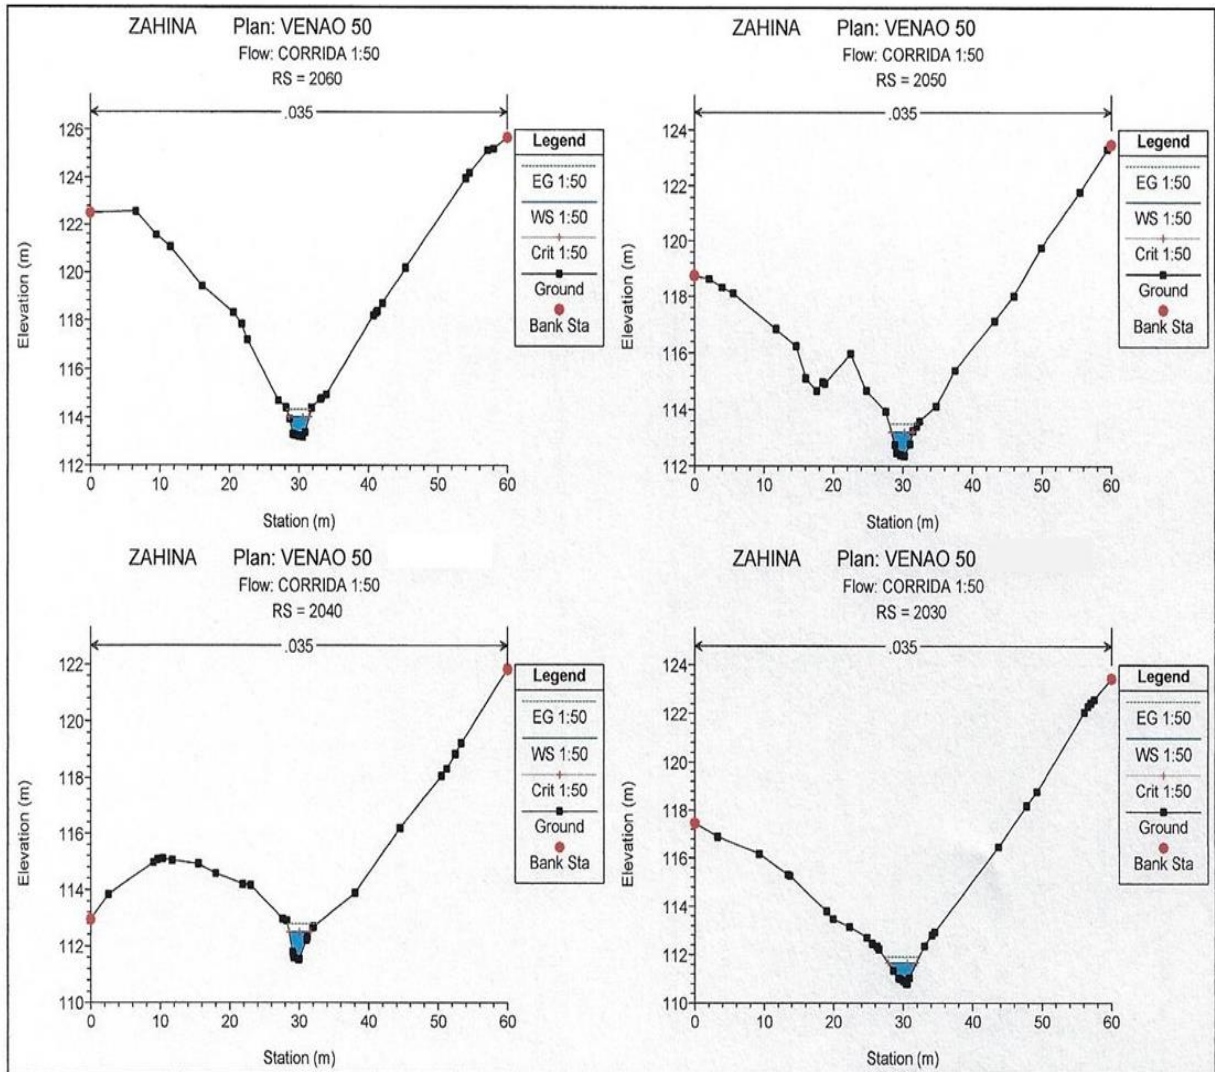 ZAHINA Plan: VENAO 50
Flow: CORRIDA 1:50
RS = 2060
.035
126
124
122
120
118
116
114
112
Elevation (m)
0 10 20 30 40 50 60
Station (m)
Legend
EG 1:50
WS 1:50
Crit 1:50
Ground
Bank Sta
ZAHINA Plan: VENAO 50
Flow: CORRIDA 1:50
RS = 2050
.035
124
122
120
118
116
114
112
Elevation (m)
0 10 20 30 40 50 60
Station (m)
Legend
EG 1:50
WS 1:50
Crit 1:50
Ground
Bank Sta
ZAHINA Plan: VENAO 50
Flow: CORRIDA 1:50
RS = 2040
.035
122
120
118
116
114
112
110
Elevation (m)
0 10 20 30 40 50 60
Station (m)
Legend
EG 1:50
WS 1:50
Crit 1:50
Ground
Bank Sta
ZAHINA Plan: VENAO 50
Flow: CORRIDA 1:50
RS = 2030
.035
124
122
120
118
116
114
112
110
Elevation (m)
0 10 20 30 40 50 60
Station (m)
Legend
EG 1:50
WS 1:50
Crit 1:50
Ground
Bank Sta